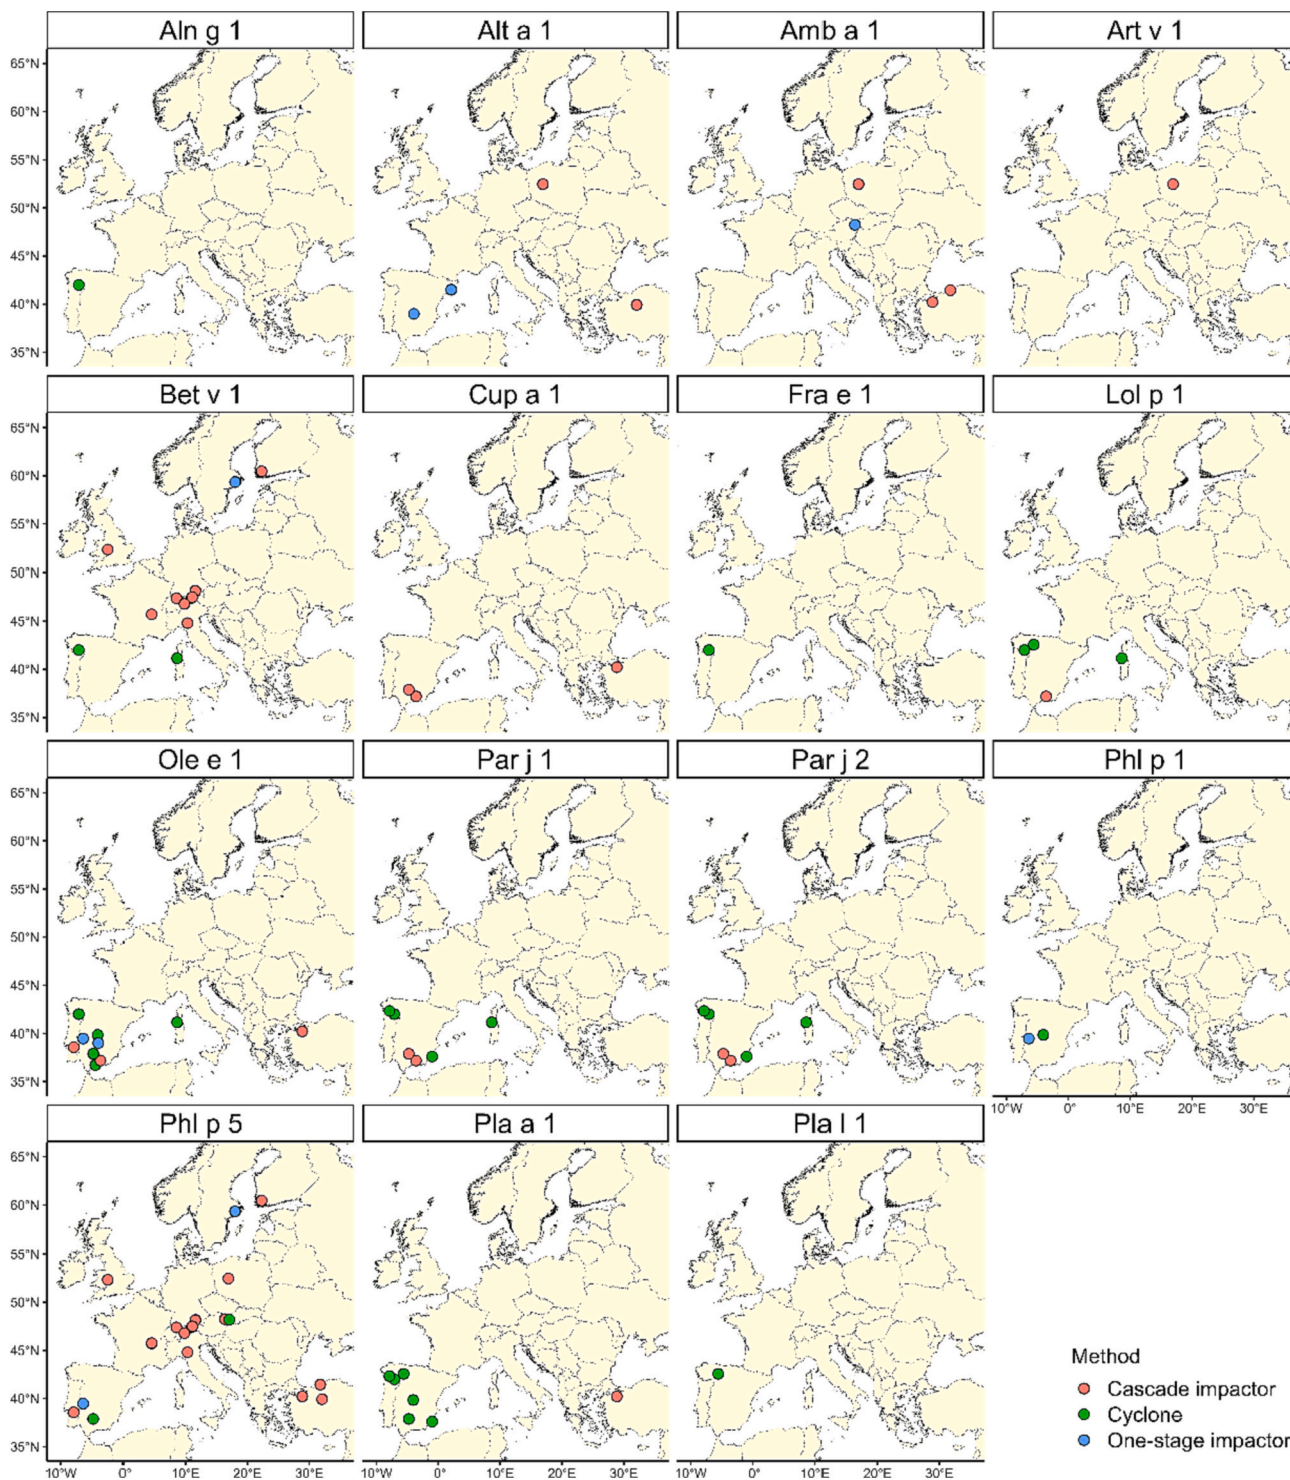 Aln g 1 Alt a 1 Amb a 1 Art v 1
65°N
60°N
55°N
50°N
45°N
40°N
35°N
Bet v 1 Cup a 1 Fra e 1 Lol p 1
65°N
60°N
55°N
50°N
45°N
40°N
35°N
Ole e 1 Par j 1 Par j 2 Phl p 1
65°N
60°N
55°N
50°N
45°N
40°N
35°N
10°W 0° 10°E 20°E 30°E
Phl p 5 Pla a 1 Pla l 1
65°N
60°N
55°N
50°N
45°N
40°N
35°N
10°W 0° 10°E 20°E 30°E 10°W 0° 10°E 20°E 30°E 10°W 0° 10°E 20°E 30°E
Method
Cascade impactor
Cyclone
One-stage impactor